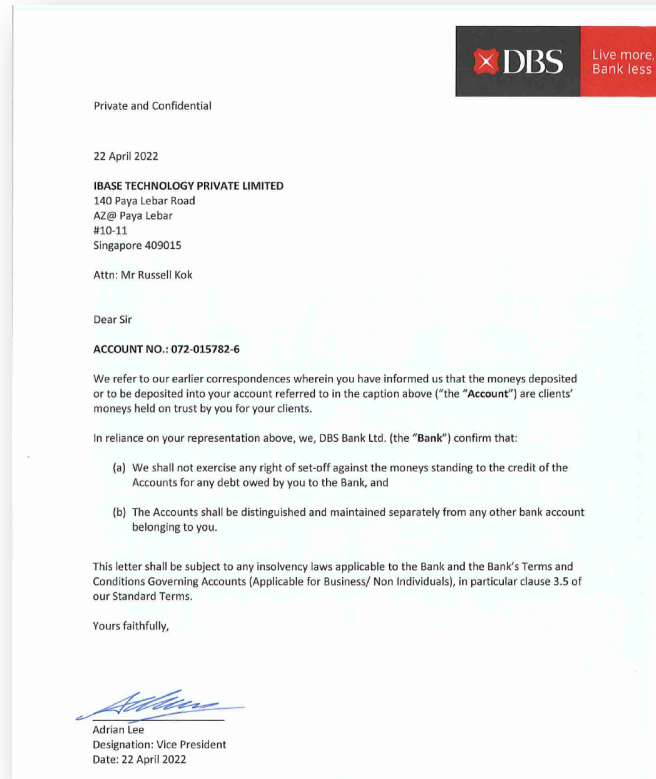 DBS
Live more,
Bank less
Private and Confidential
22 April 2022
IBASE TECHNOLOGY PRIVATE LIMITED
140 Paya Lebar Road
AZ@ Paya Lebar
#10-11
Singapore 409015
Attn: Mr Russell Kok
Dear Sir
ACCOUNT NO.: 072-015782-6
We refer to our earlier correspondences wherein you have informed us that the moneys deposited
or to be deposited into your account referred to in the caption above ("the "Account") are clients'
moneys held on trust by you for your clients.
In reliance on your representation above, we, DBS Bank Ltd. (the "Bank") confirm that:
(a) We shall not exercise any right of set-off against the moneys standing to the credit of the
Accounts for any debt owed by you to the Bank, and
(b) The Accounts shall be distinguished and maintained separately from any other bank account
belonging to you.
This letter shall be subject to any insolvency laws applicable to the Bank and the Bank's Terms and
Conditions Governing Accounts (Applicable for Business/ Non Individuals), in particular clause 3.5 of
our Standard Terms.
Yours faithfully,
Adrian Lee
Designation: Vice President
Date: 22 April 2022